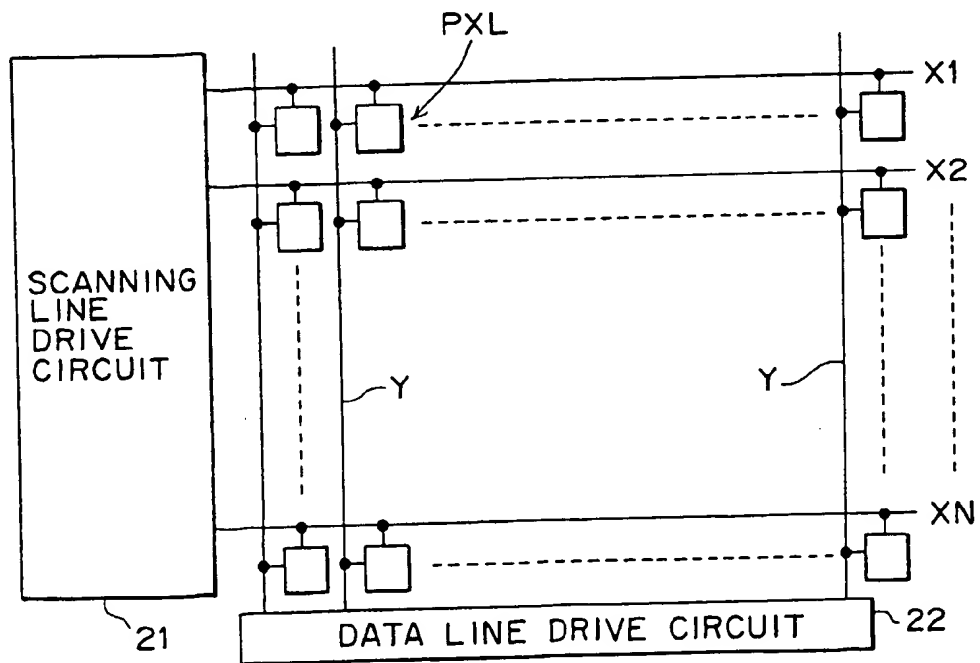 PXL
X1
X2
SCANNING
LINE
DRIVE
CIRCUIT
Y
Y
XN
21
DATA LINE DRIVE CIRCUIT
22